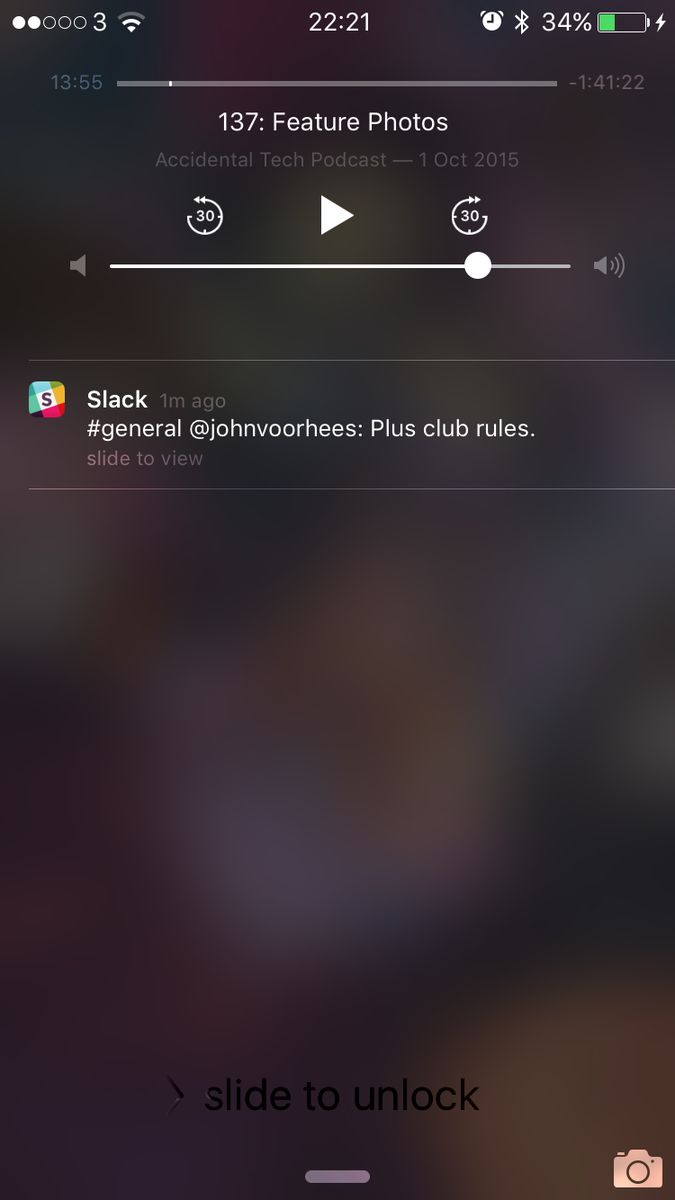 3 22:21 34%
13:55 -1:41:22
137: Feature Photos
Accidental Tech Podcast — 1 Oct 2015
30 30
S Slack 1m ago
#general @johnvoorhees: Plus club rules.
slide to view
slide to unlock